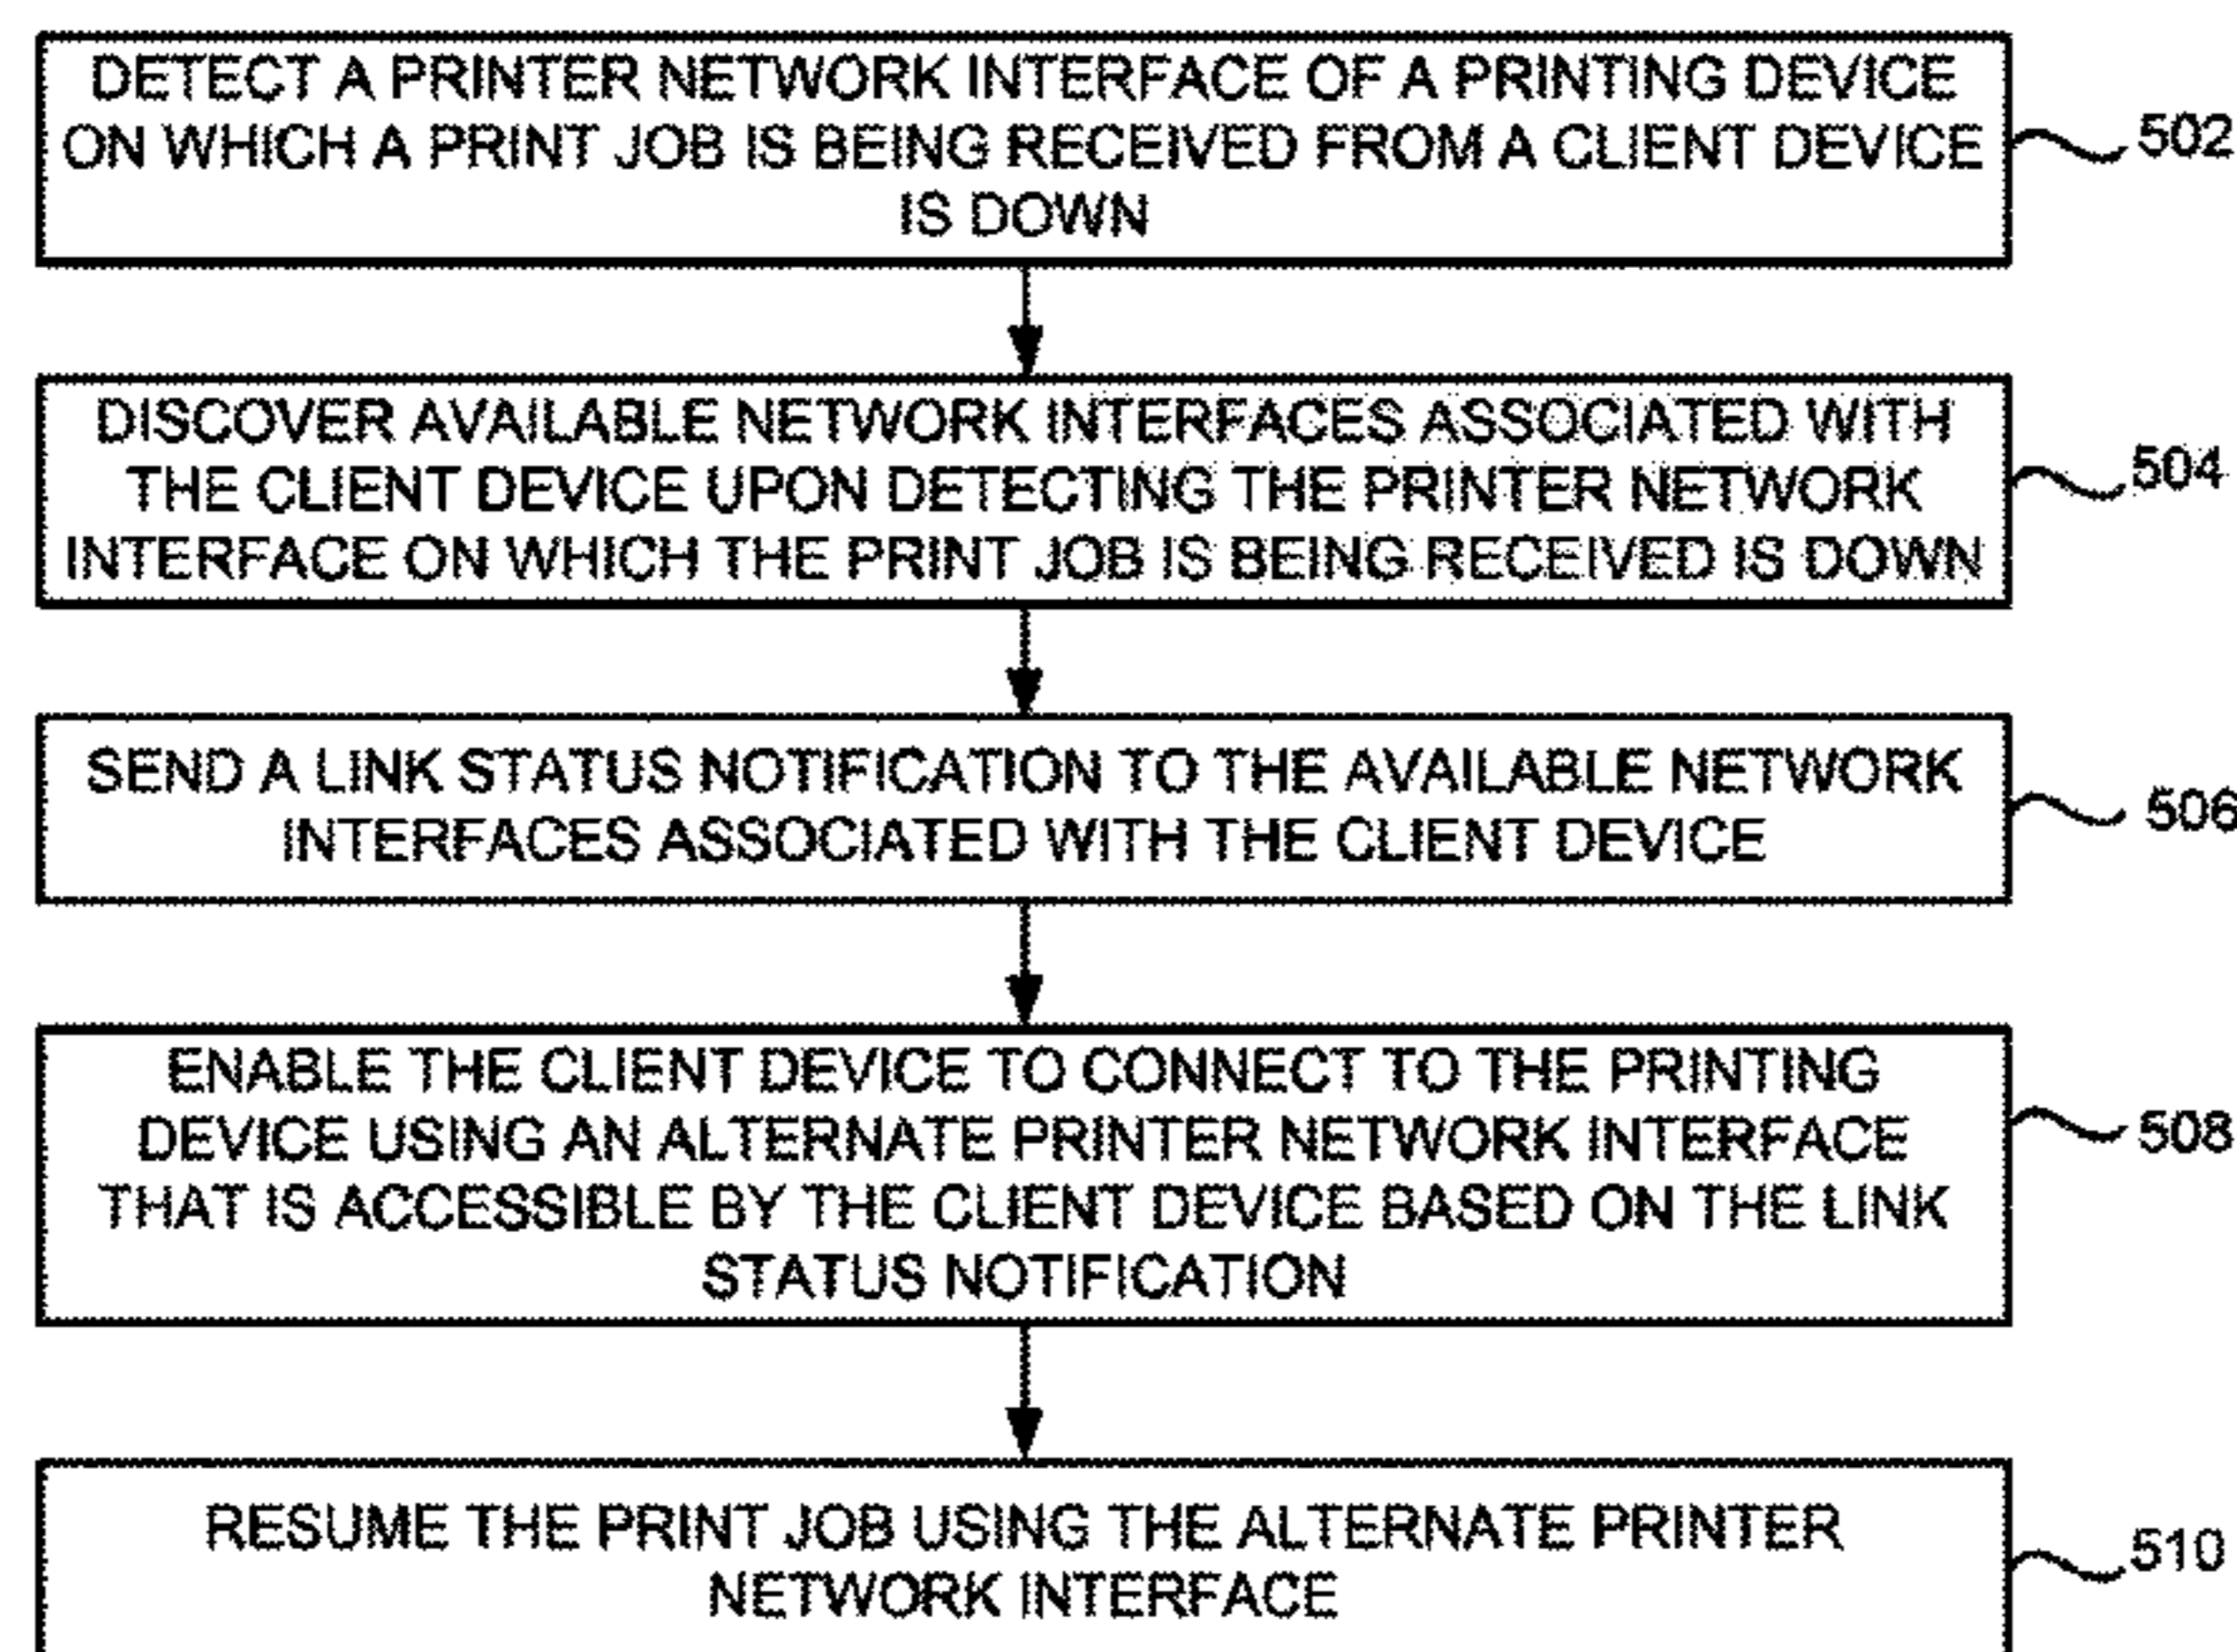 DETECT A PRINTER NETWORK INTERFACE OF A PRINTING DEVICE
ON WHICH A PRINT JOB IS BEING RECEIVED FROM A CLIENT DEVICE
IS DOWN
502
DISCOVER AVAILABLE NETWORK INTERFACES ASSOCIATED WITH
THE CLIENT DEVICE UPON DETECTING THE PRINTER NETWORK
INTERFACE ON WHICH THE PRINT JOB IS BEING RECEIVED IS DOWN
504
SEND A LINK STATUS NOTIFICATION TO THE AVAILABLE NETWORK
INTERFACES ASSOCIATED WITH THE CLIENT DEVICE
506
ENABLE THE CLIENT DEVICE TO CONNECT TO THE PRINTING
DEVICE USING AN ALTERNATE PRINTER NETWORK INTERFACE
THAT IS ACCESSIBLE BY THE CLIENT DEVICE BASED ON THE LINK
STATUS NOTIFICATION
508
RESUME THE PRINT JOB USING THE ALTERNATE PRINTER
NETWORK INTERFACE
510